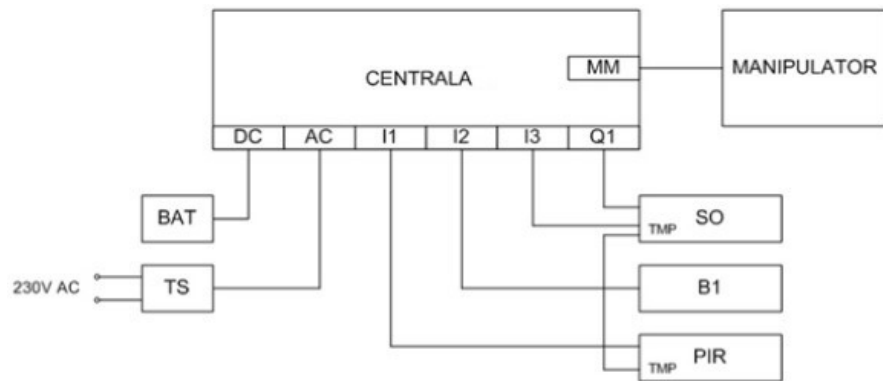 CENTRALA
MM
MANIPULATOR
DC AC I1 I2 I3 Q1
BAT
SO
TMP
230V AC
TS
B1
PIR
TMP